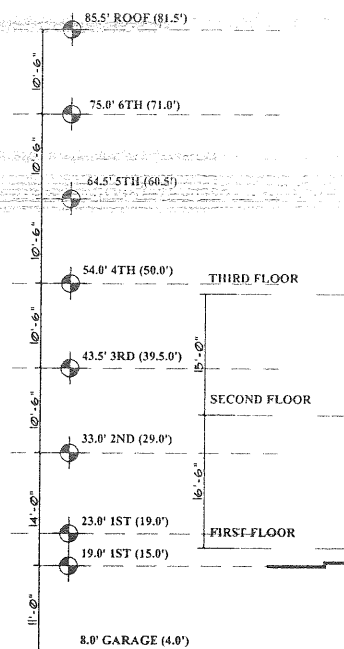 85.5' ROOF (81.5')
10'-6"
75.0' 6TH (71.0')
10'-6"
64.5' 5TH (60.5')
10'-6"
54.0' 4TH (50.0')
THIRD FLOOR
10'-6"
15'-0"
43.5' 3RD (39.5.0')
SECOND FLOOR
10'-6"
33.0' 2ND (29.0')
16'-6"
14'-0"
23.0' 1ST (19.0')
FIRST FLOOR
19.0' 1ST (15.0')
11'-0"
8.0' GARAGE (4.0')